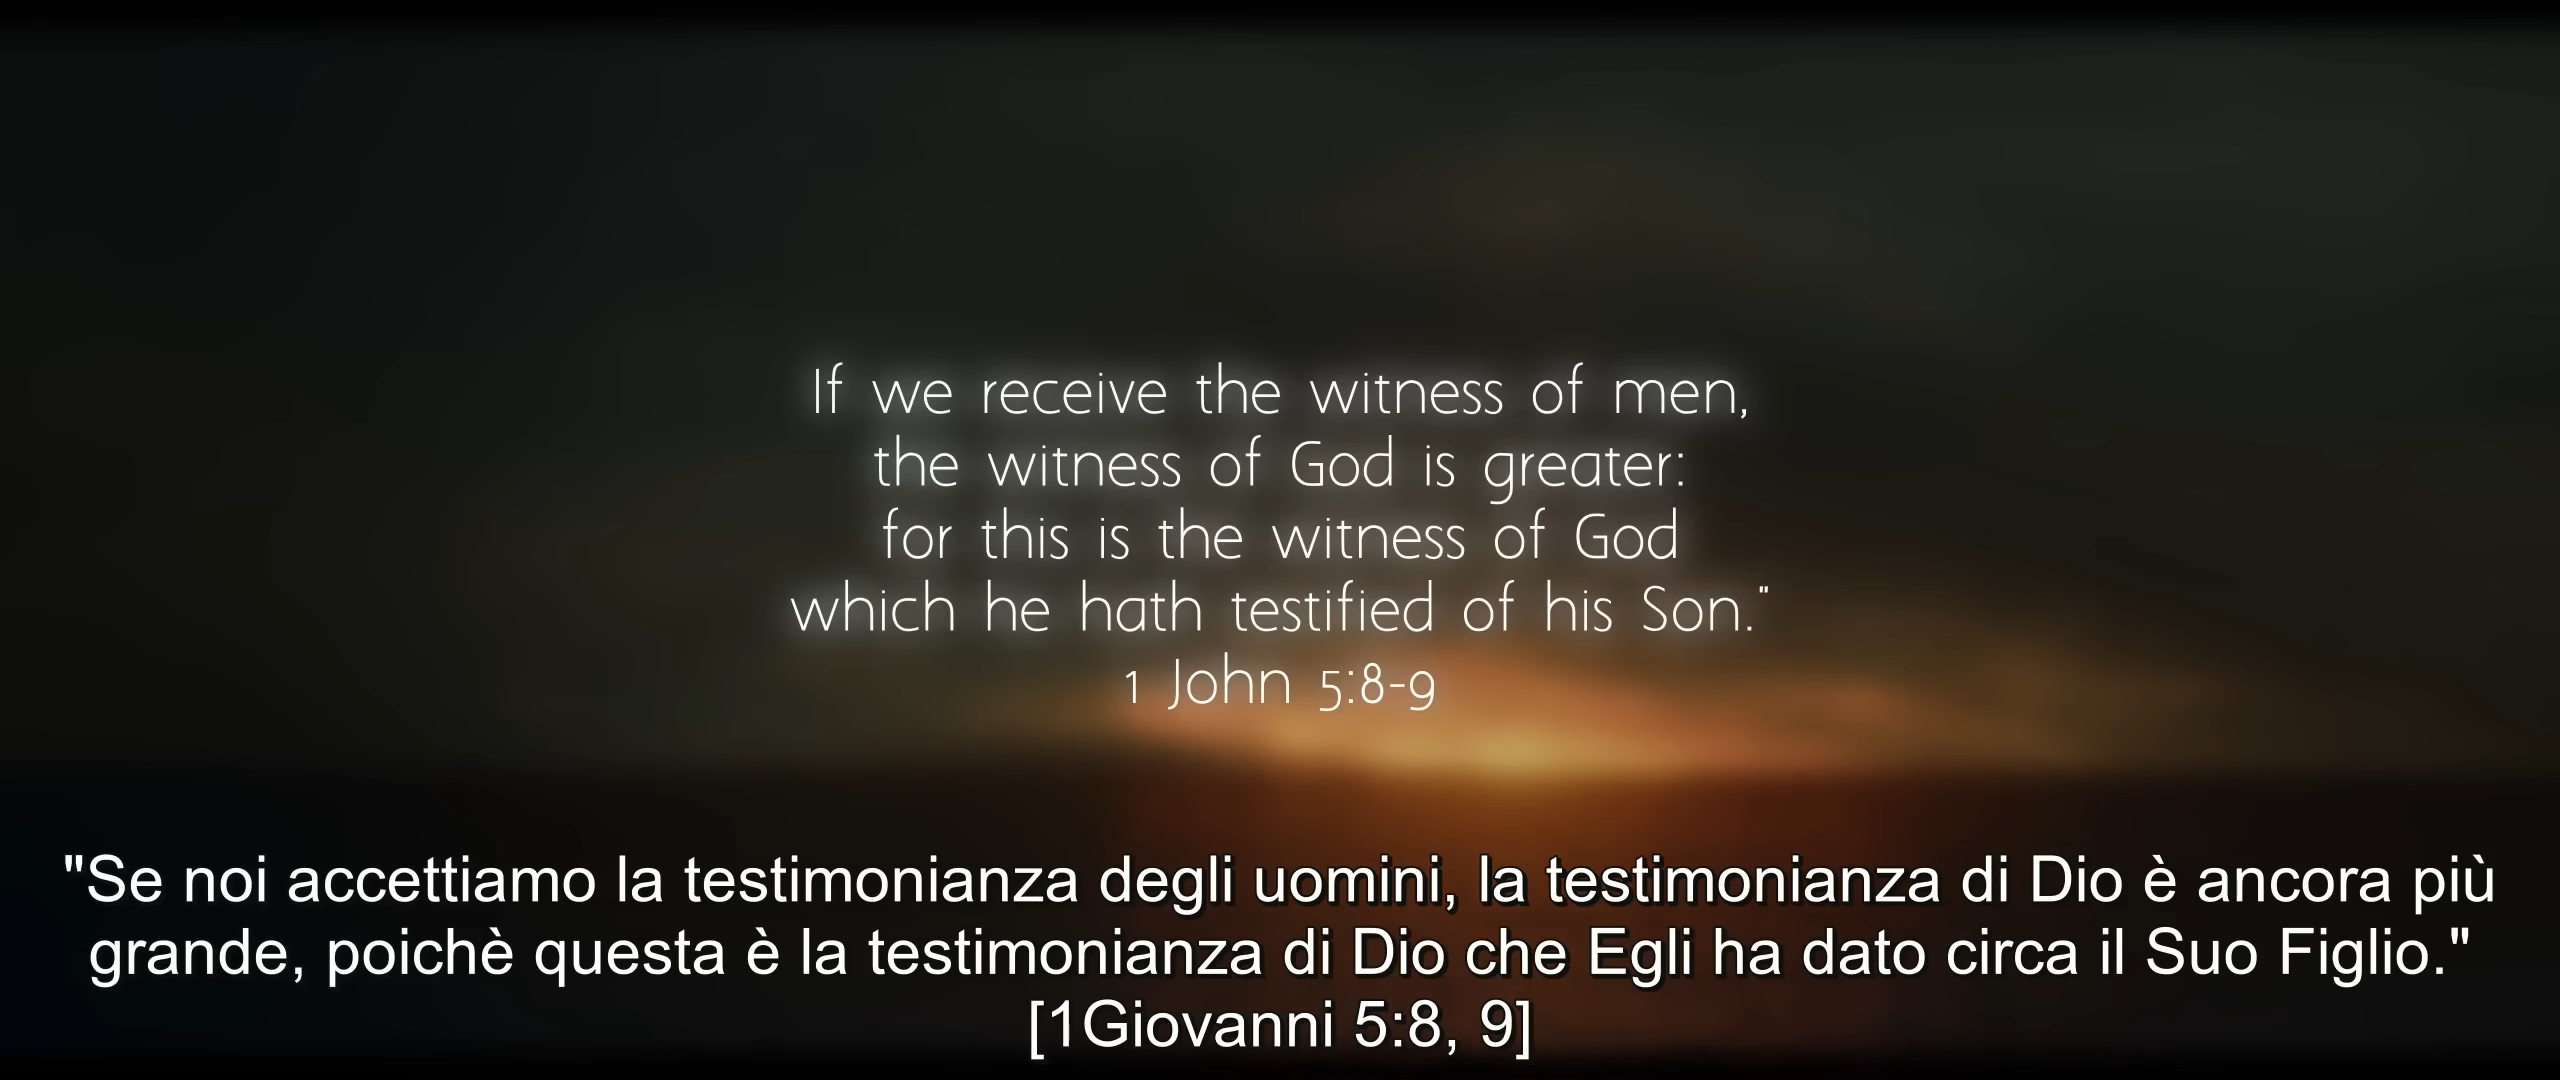 If we receive the witness of men,
the witness of God is greater:
for this is the witness of God
which he hath testified of his Son."
1 John 5:8-9
"Se noi accettiamo la testimonianza degli uomini, la testimonianza di Dio è ancora più
grande, poichè questa è la testimonianza di Dio che Egli ha dato circa il Suo Figlio."
[1Giovanni 5:8, 9]